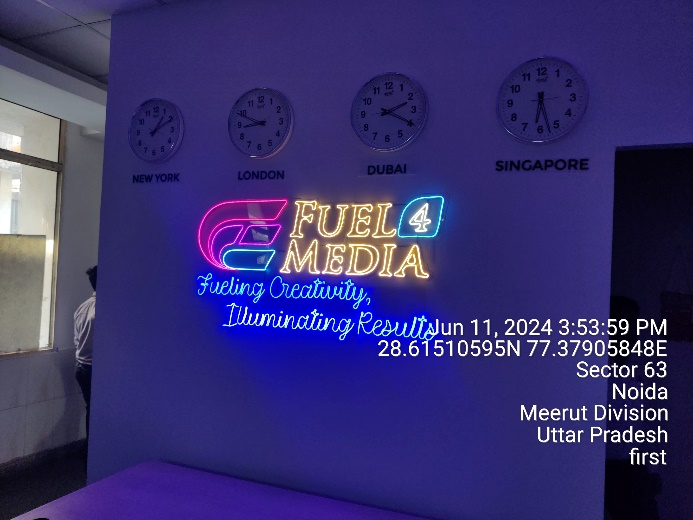 NEW YORK
LONDON
DUBAI
SINGAPORE
FUEL 4
MEDIA
Fueling Creativity,
Illuminating Results
Jun 11, 2024 3:53:59 PM
28.61510595N 77.37905848E
Sector 63
Noida
Meerut Division
Uttar Pradesh
first